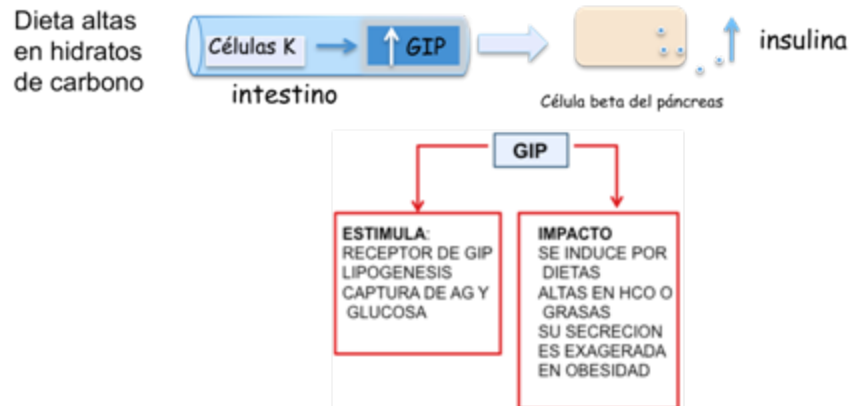 Dieta altas
en hidratos
de carbono
Células K
GIP
intestino
insulina
Célula beta del páncreas
GIP
ESTIMULA:
RECEPTOR DE GIP
LIPOGENESIS
CAPTURA DE AG Y
GLUCOSA
IMPACTO
SE INDUCE POR
DIETAS
ALTAS EN HCO O
GRASAS
SU SECRECION
ES EXAGERADA
EN OBESIDAD